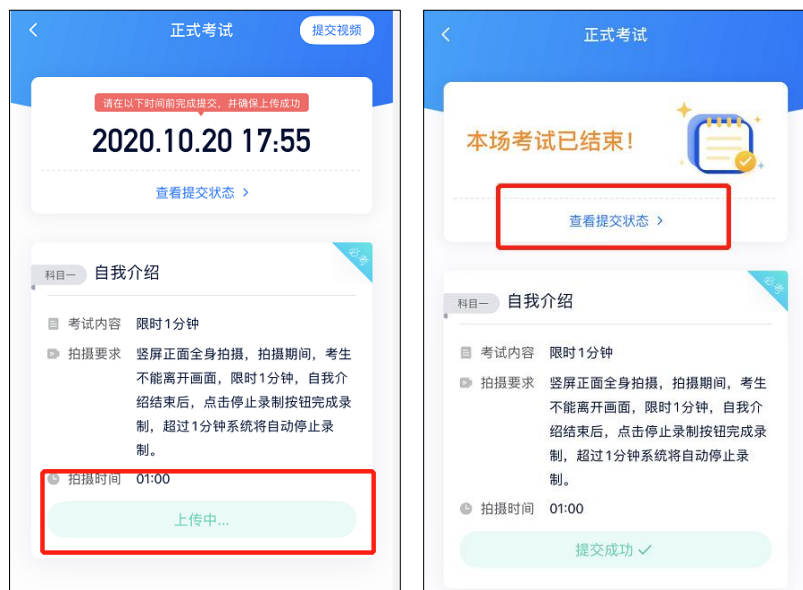 正式考试
提交视频
请在以下时间前完成提交，并确保上传成功
2020.10.20 17:55
查看提交状态 >
必考
科目一 自我介绍
考试内容 限时1分钟
拍摄要求 竖屏正面全身拍摄，拍摄期间，考生
不能离开画面，限时1分钟，自我介
绍结束后，点击停止录制按钮完成录
制，超过1分钟系统将自动停止录
制。
拍摄时间 01:00
上传中...
正式考试
本场考试已结束！
查看提交状态 >
必考
科目一 自我介绍
考试内容 限时1分钟
拍摄要求 竖屏正面全身拍摄，拍摄期间，考生
不能离开画面，限时1分钟，自我介
绍结束后，点击停止录制按钮完成录
制，超过1分钟系统将自动停止录
制。
拍摄时间 01:00
提交成功 ✓